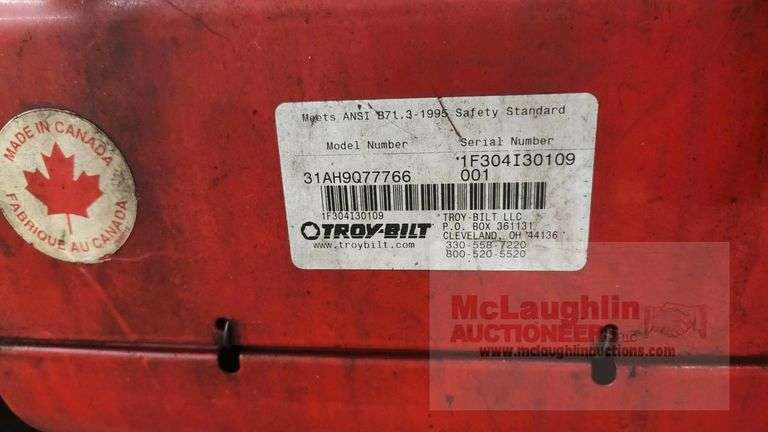 MADE IN CANADA
FABRIQUE AU CANADA
Meets ANSI B71.3-1995 Safety Standard
Model Number
Serial Number
31AH9Q77766
1F304I30109
001
1F304I30109
TROY-BILT
www.troybilt.com
TROY-BILT LLC
P.O. BOX 361131
CLEVELAND, OH 44136
330-558-7220
800-520-5520
McLaughlin
AUCTIONEERS
www.mclaughlinauctions.com